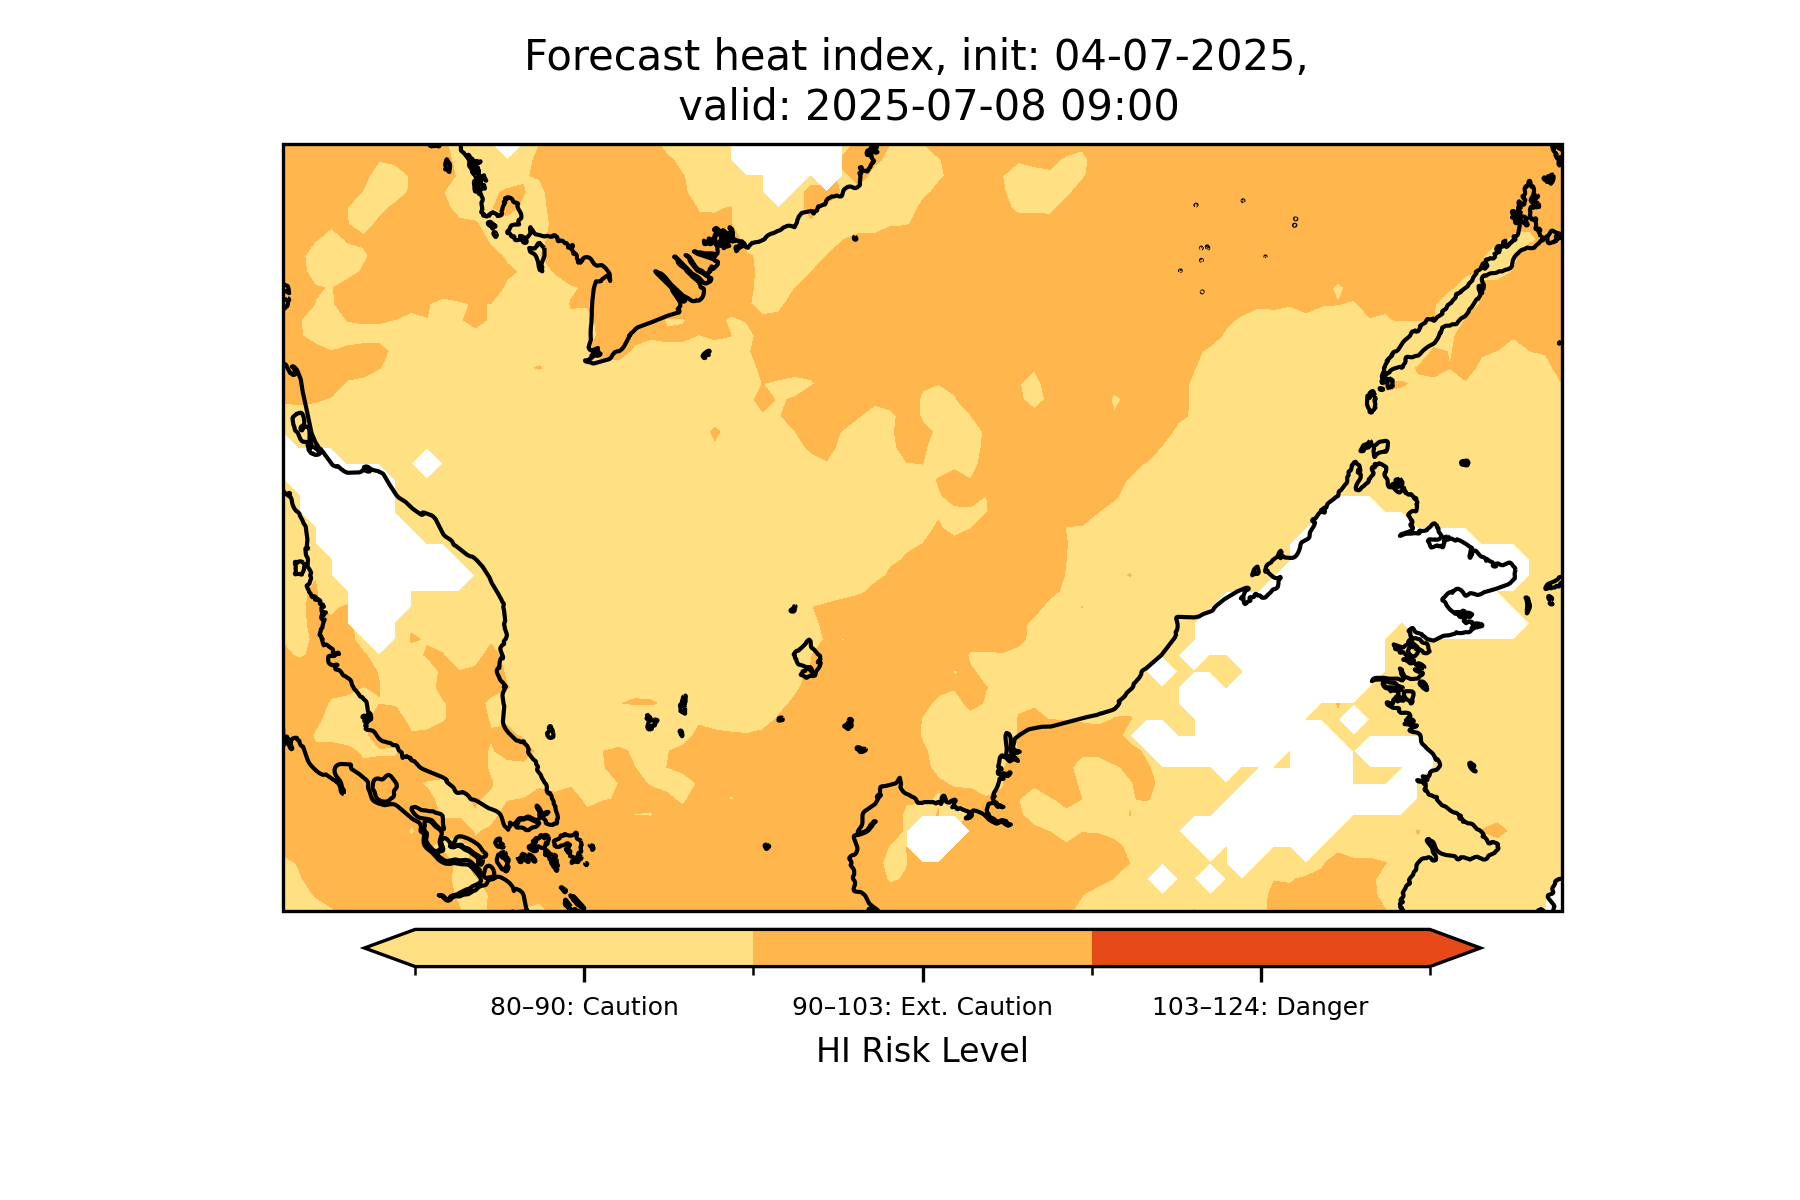 Forecast heat index, init: 04-07-2025,
valid: 2025-07-08 09:00
80–90: Caution
90–103: Ext. Caution
103–124: Danger
HI Risk Level